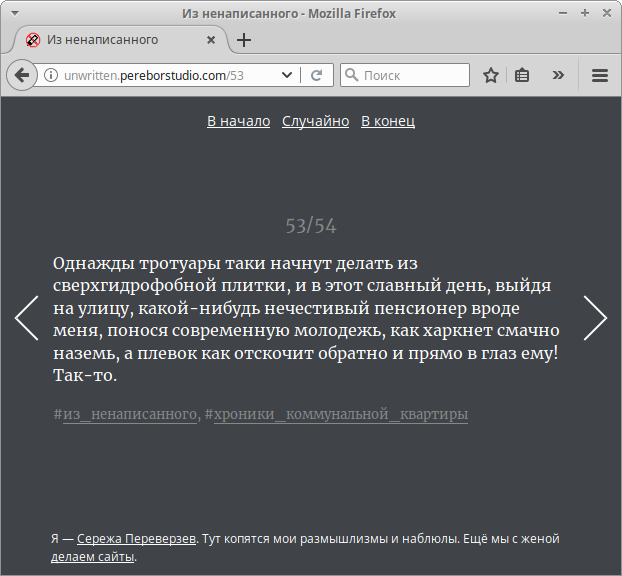 Из ненаписанного - Mozilla Firefox
Из ненаписанного
unwritten.pereborstudio.com/53
Поиск
В начало Случайно В конец
53/54
Однажды тротуары таки начнут делать из
сверхгидрофобной плитки, и в этот славный день, выйдя
на улицу, какой-нибудь нечестивый пенсионер вроде
меня, понося современную молодежь, как харкнет смачно
наземь, а плевок как отскочит обратно и прямо в глаз ему!
Так-то.
#из_ненаписанного, #хроники_коммунальной_квартиры
Я — Сережа Переверзев. Тут копятся мои размышлизмы и наблюлы. Ещё мы с женой
делаем сайты.